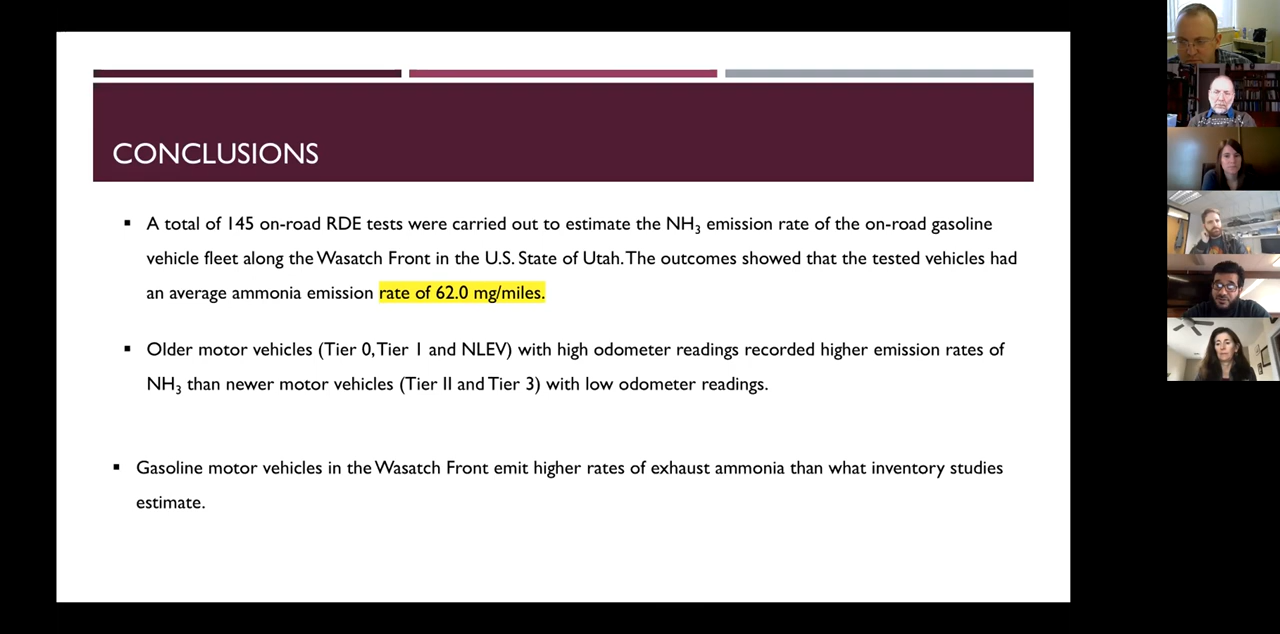 CONCLUSIONS
▪ A total of 145 on-road RDE tests were carried out to estimate the NH₃ emission rate of the on-road gasoline
vehicle fleet along the Wasatch Front in the U.S. State of Utah. The outcomes showed that the tested vehicles had
an average ammonia emission rate of 62.0 mg/miles.
▪ Older motor vehicles (Tier 0, Tier 1 and NLEV) with high odometer readings recorded higher emission rates of
NH₃ than newer motor vehicles (Tier II and Tier 3) with low odometer readings.
▪ Gasoline motor vehicles in the Wasatch Front emit higher rates of exhaust ammonia than what inventory studies
estimate.